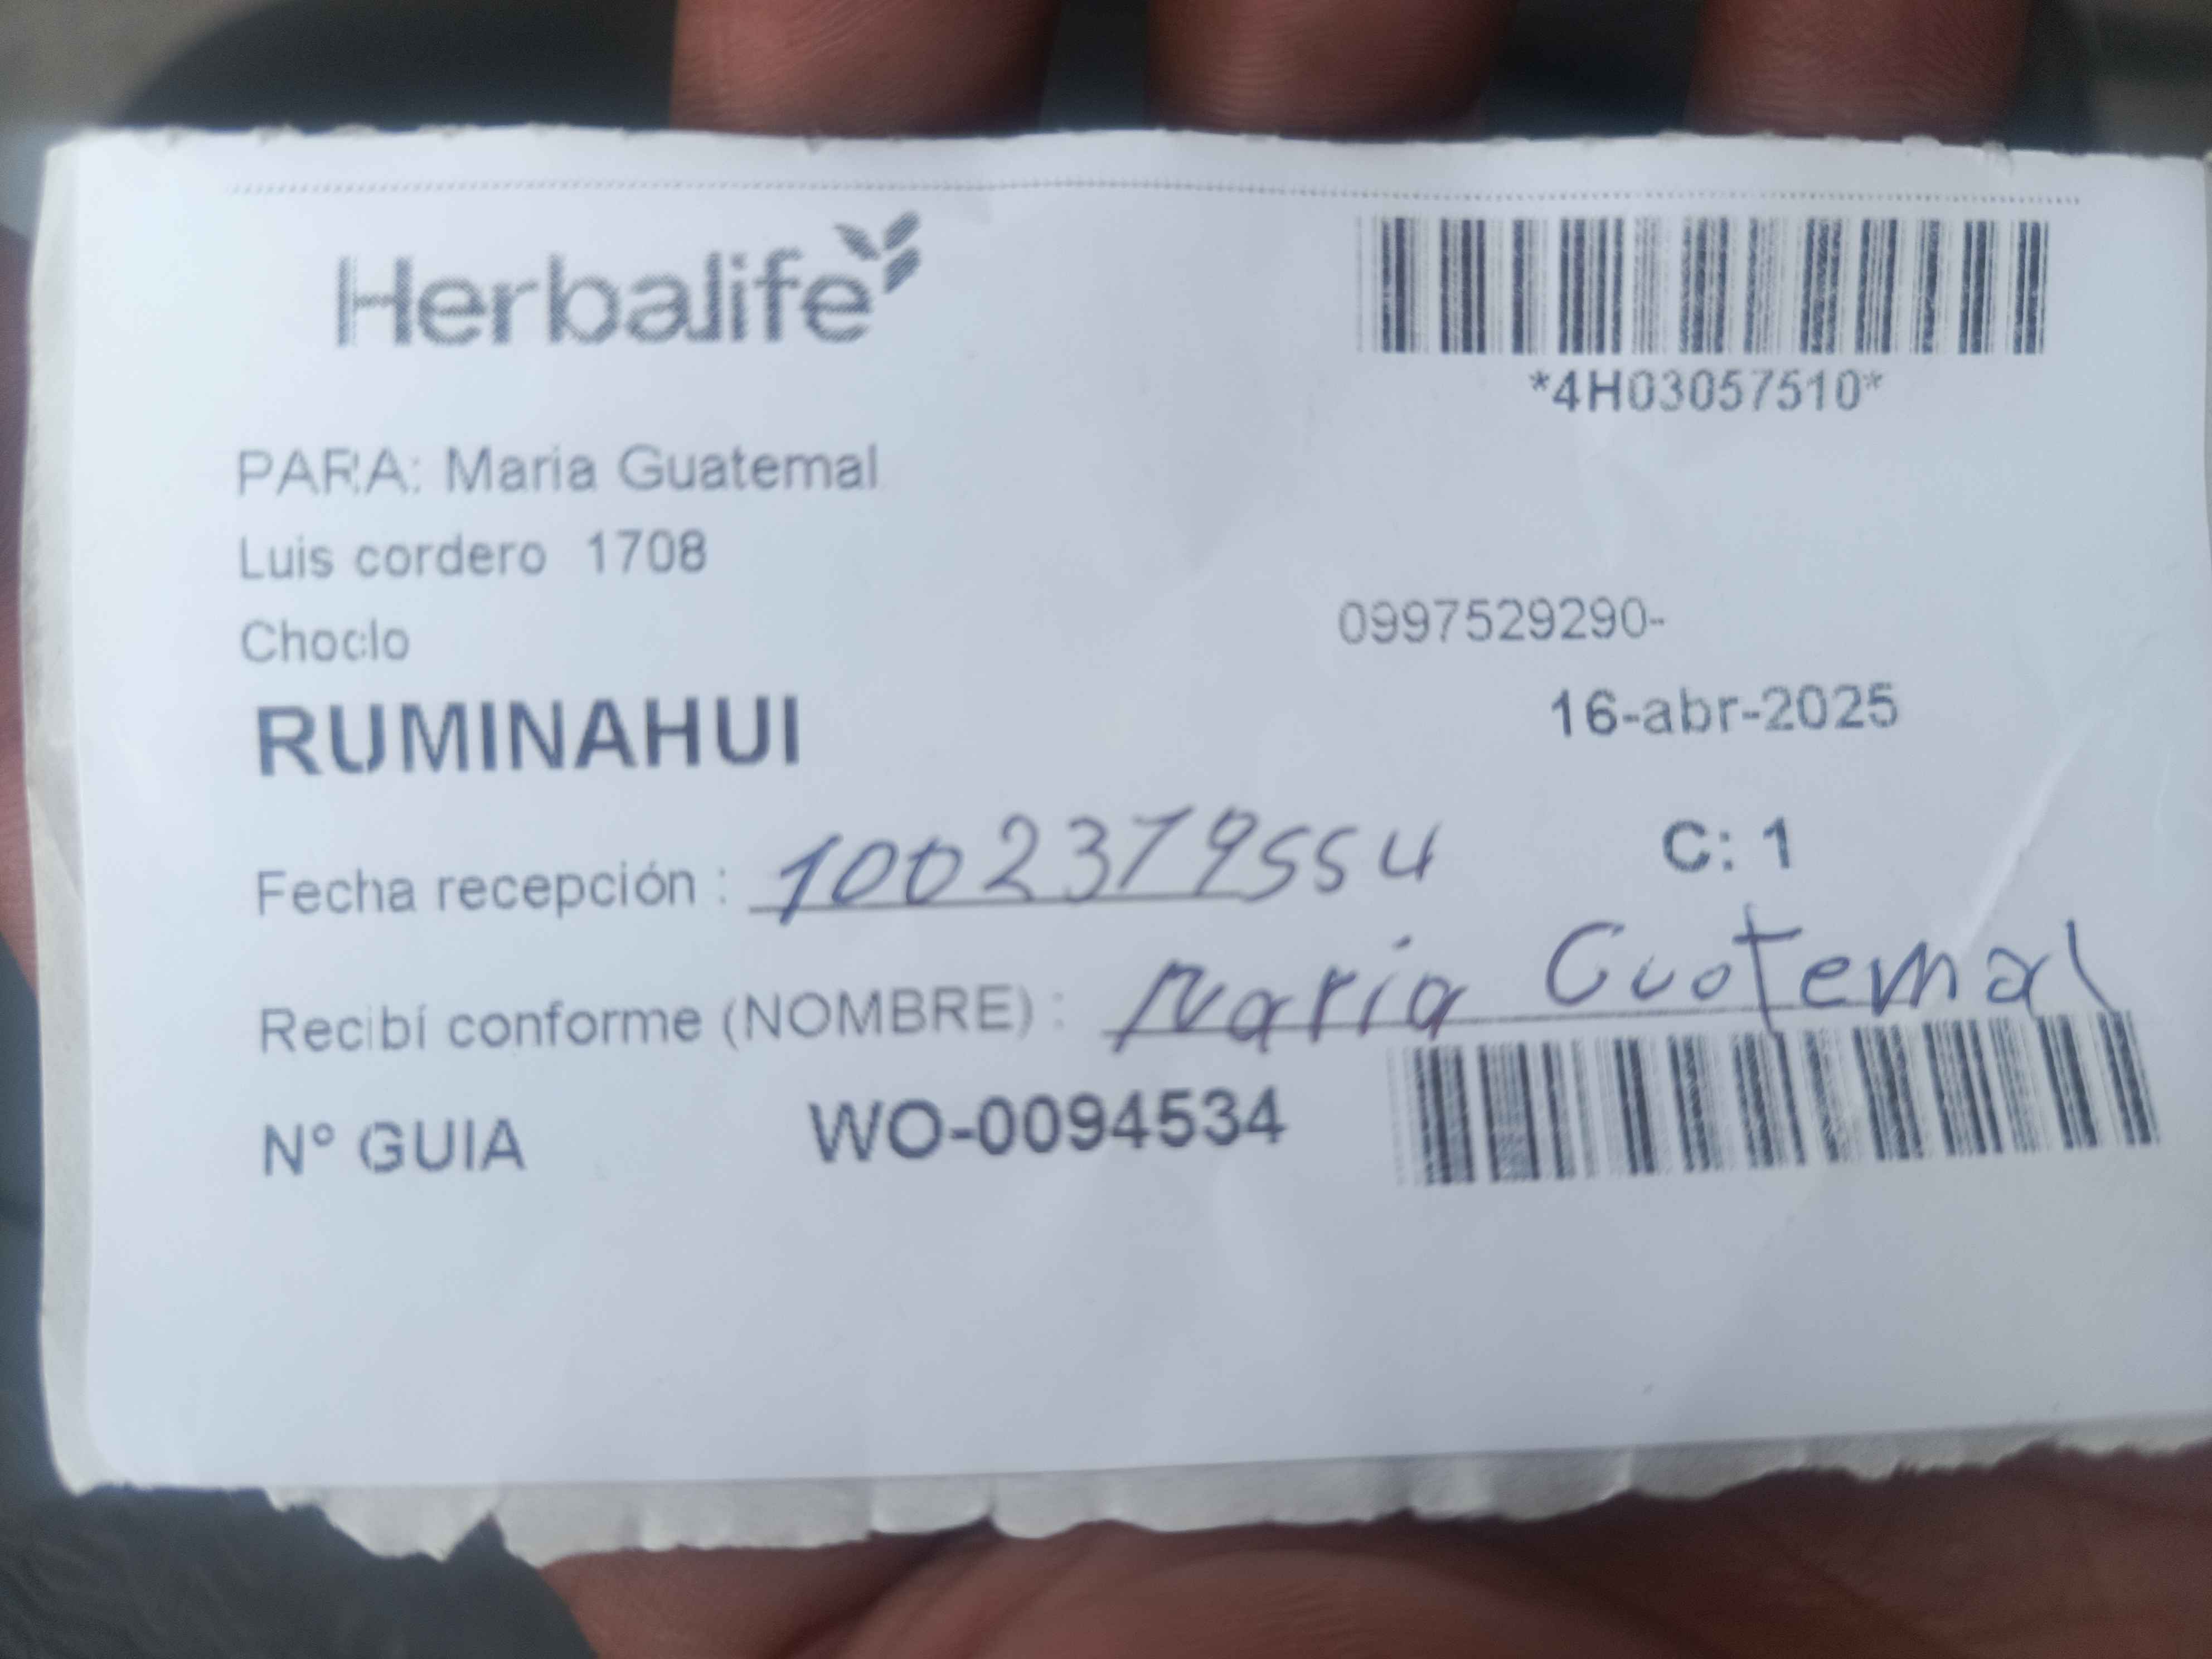 Herbalife
*4H03057510*
PARA: Maria Guatemal
Luis cordero 1708
Choclo
0997529290-
RUMINAHUI
16-abr-2025
Fecha recepción : 1002379554
C: 1
Recibí conforme (NOMBRE) : Maria Guatemal
N° GUIA WO-0094534